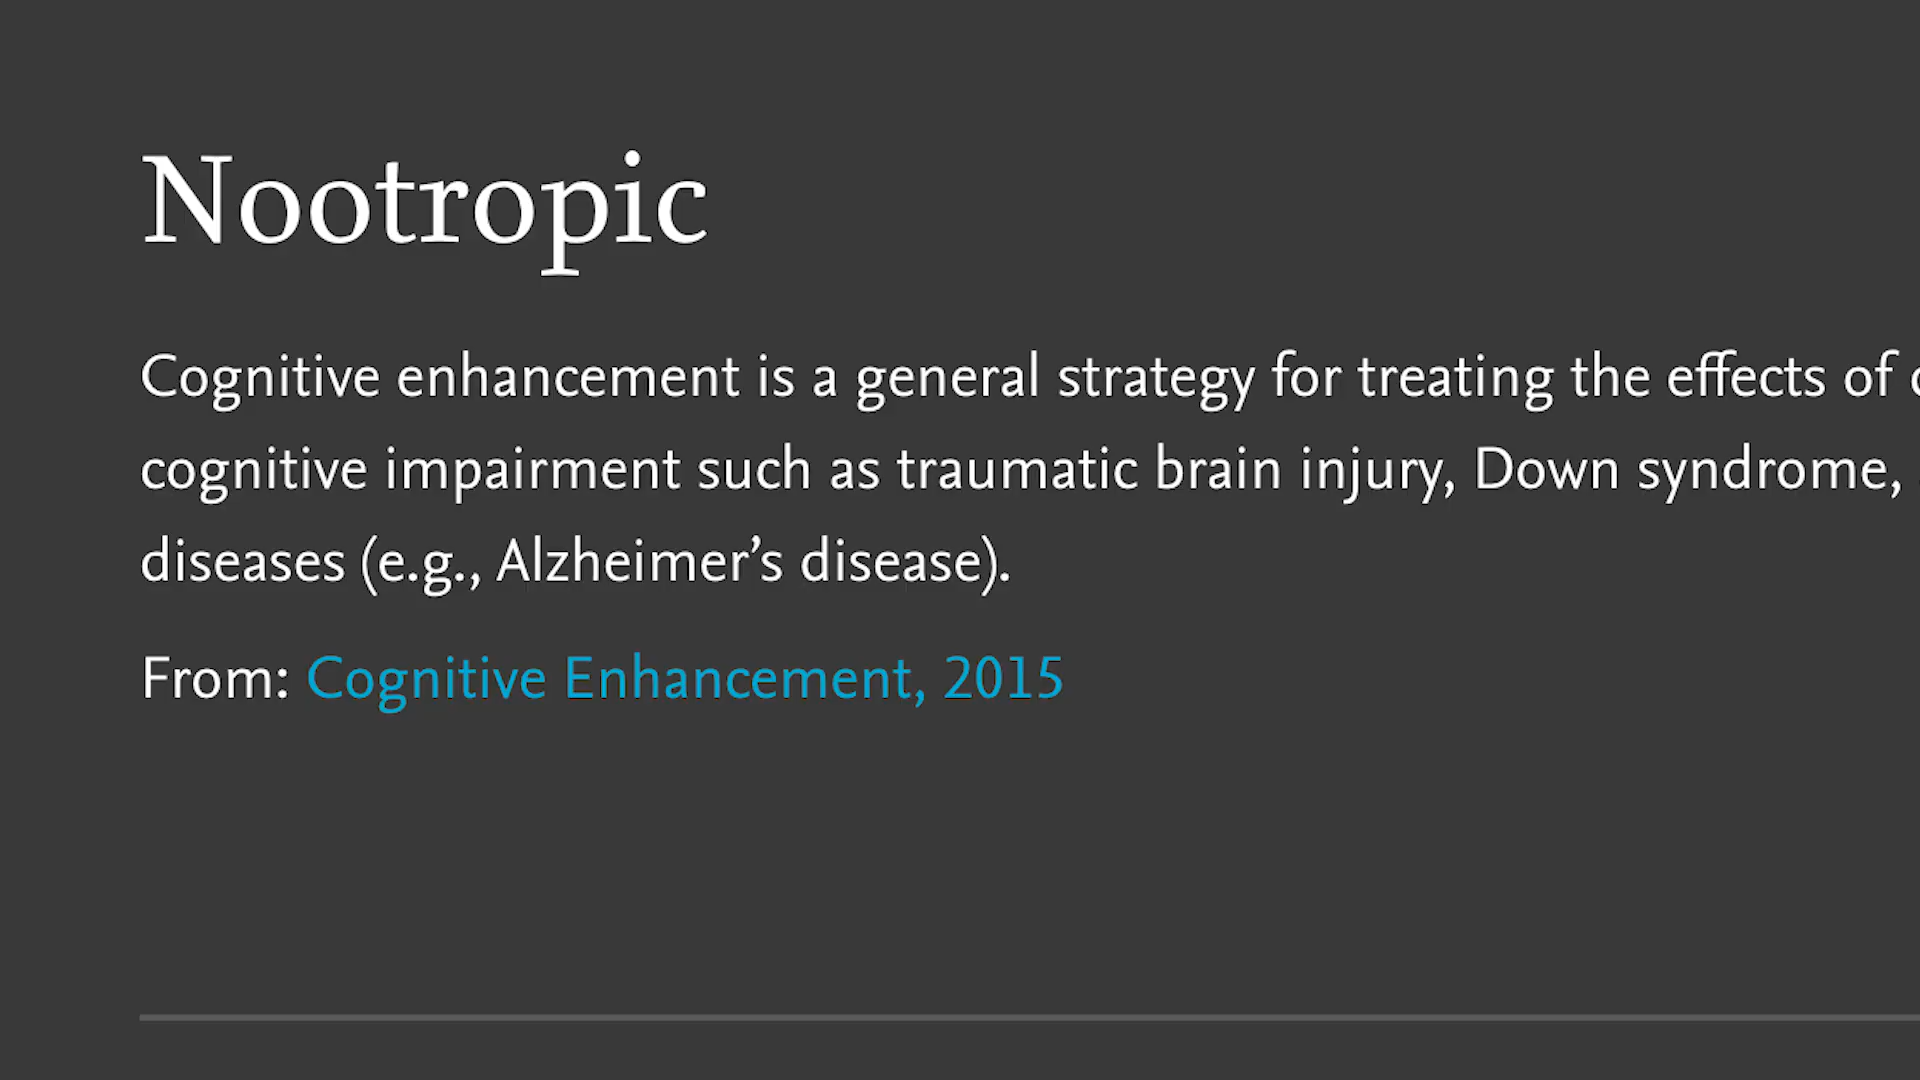 Nootropic
Cognitive enhancement is a general strategy for treating the effects of
cognitive impairment such as traumatic brain injury, Down syndrome,
diseases (e.g., Alzheimer’s disease).
From: Cognitive Enhancement, 2015